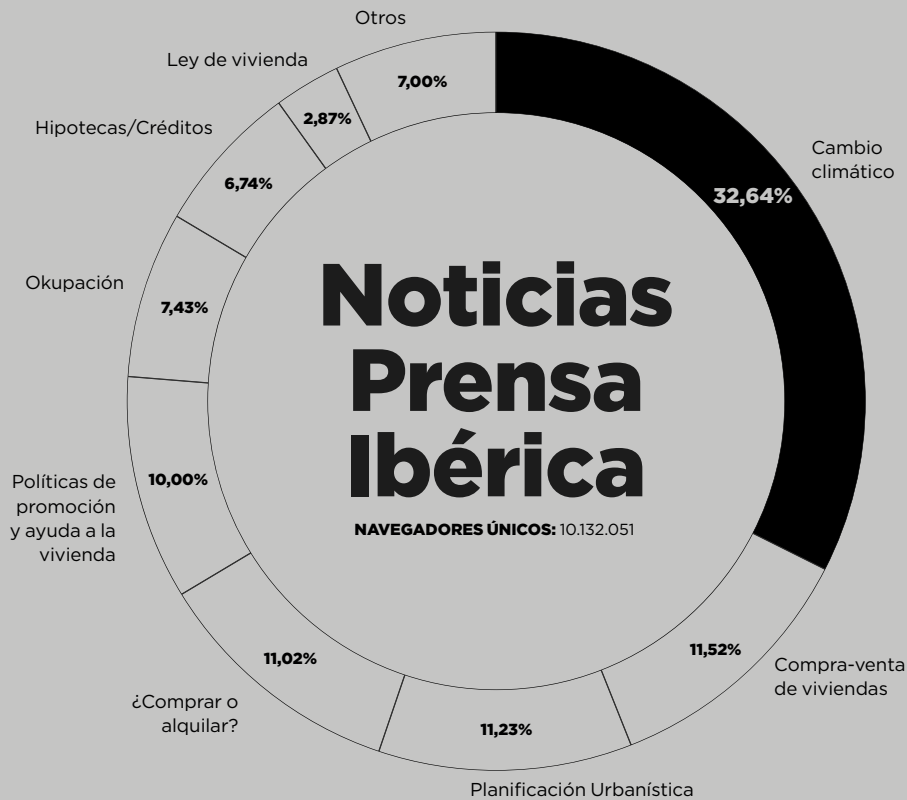 Otros
7,00%
Ley de vivienda
2,87%
Hipotecas/Créditos
6,74%
Okupación
7,43%
Políticas de
promoción
y ayuda a la
vivienda
10,00%
¿Comprar o
alquilar?
11,02%
Planificación Urbanística
11,23%
Compra-venta
de viviendas
11,52%
Cambio
climático
32,64%
Noticias
Prensa
Ibérica
NAVEGADORES ÚNICOS: 10.132.051